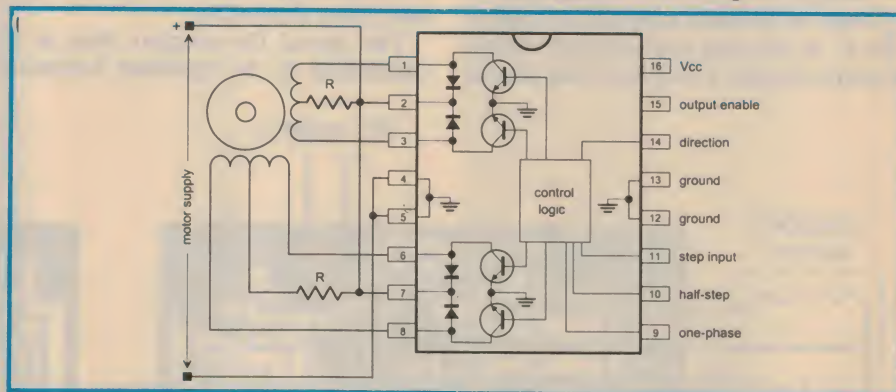 +
R
motor supply
R
1
2
3
4
5
6
7
8
control
logic
16 Vcc
15 output enable
14 direction
13 ground
12 ground
11 step input
10 half-step
9 one-phase